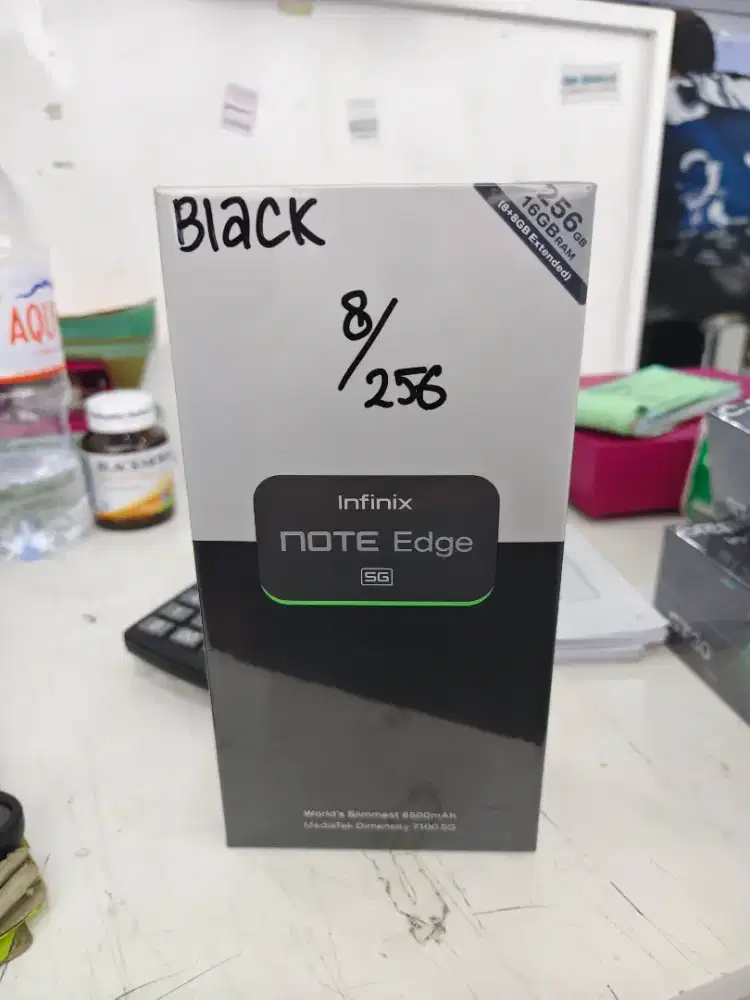 Black
256GB
16GB RAM
(8+8GB Extended)
8/256
Infinix
NOTE Edge
5G
World's Slimmest 6500mAh
MediaTek Dimensity 7100 5G
AQU
BLACKMORES